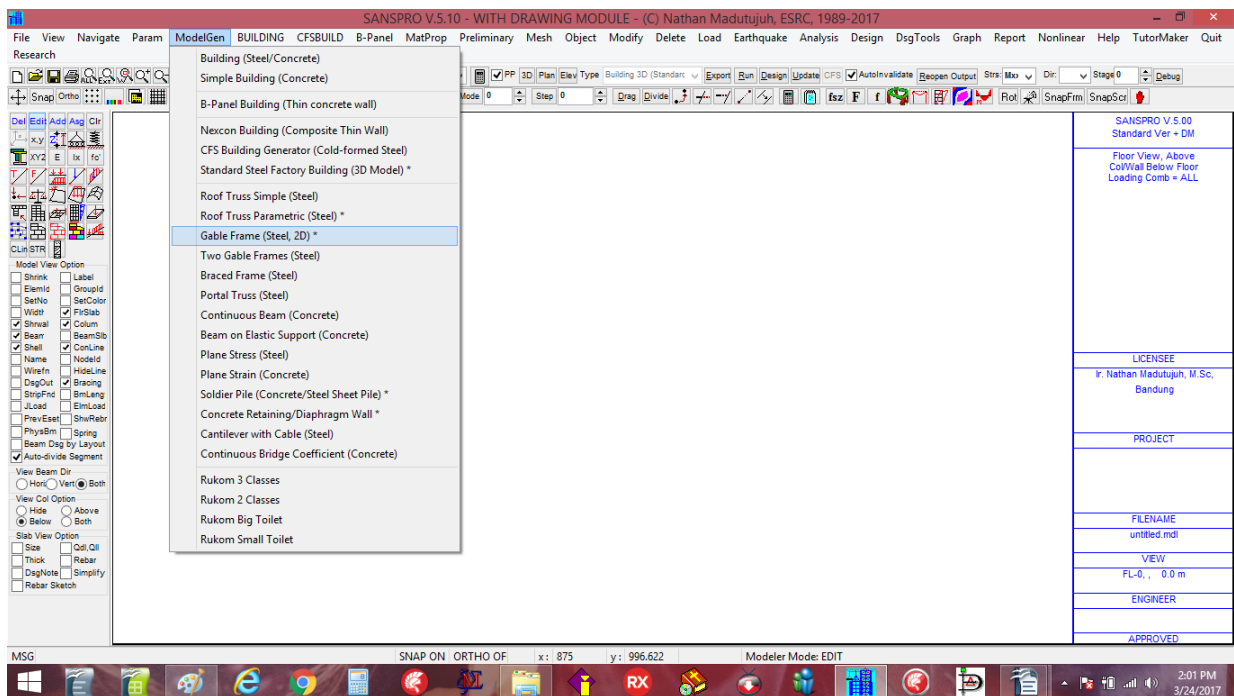 SANSPRO V.5.10 - WITH DRAWING MODULE - (C) Nathan Madutujuh, ESRC, 1989-2017
File View Navigate Param ModelGen BUILDING CFSBUILD B-Panel MatProp Preliminary Mesh Object Modify Delete Load Earthquake Analysis Design DsgTools Graph Report Nonlinear Help TutorMaker Quit
Research
PP 3D Plan Elev Type Building 3D (Standarc Export Run Design Update CFS AutoInvalidate Reopen Output Strs: Mxo Dir: Stage 0 Debug
Snap Ortho Mode 0 Step 0 Drag Divide fsz F f Rot SnapFrm SnapScr
Building (Steel/Concrete)
Simple Building (Concrete)
B-Panel Building (Thin concrete wall)
Nexcon Building (Composite Thin Wall)
CFS Building Generator (Cold-formed Steel)
Standard Steel Factory Building (3D Model) *
Roof Truss Simple (Steel)
Roof Truss Parametric (Steel) *
Gable Frame (Steel, 2D) *
Two Gable Frames (Steel)
Braced Frame (Steel)
Portal Truss (Steel)
Continuous Beam (Concrete)
Beam on Elastic Support (Concrete)
Plane Stress (Steel)
Plane Strain (Concrete)
Soldier Pile (Concrete/Steel Sheet Pile) *
Concrete Retaining/Diaphragm Wall *
Cantilever with Cable (Steel)
Continuous Bridge Coefficient (Concrete)
Rukom 3 Classes
Rukom 2 Classes
Rukom Big Toilet
Rukom Small Toilet
Del Edit Add Asg Clr
x,y
XYZ E Ix fc'
CLin STR
Model View Option
Shrink Label
ElemId GroupId
SetNo SetColor
Width FlrSlab
Shrwal Colum
Beam BeamSlb
Shell ConLine
Name NodeId
Wirefn HideLine
DsgOut Bracing
StripFnd BmLeng
JLoad ElmLoad
PrevEset ShwRebr
PhysBm Spring
Beam Dsg by Layout
Auto-divide Segment
View Beam Dir
Horiz Vert Both
View Col Option
Hide Above
Below Both
Slab View Option
Size Qdl,Qll
Thick Rebar
DsgNote Simplify
Rebar Sketch
SANSPRO V.5.00
Standard Ver + DM
Floor View, Above
Col/Wall Below Floor
Loading Comb = ALL
LICENSEE
Ir. Nathan Madutujuh, M.Sc,
Bandung
PROJECT
FILENAME
untitled.mdl
VIEW
FL-0, , 0.0 m
ENGINEER
APPROVED
MSG SNAP ON ORTHO OF x: 875 y: 996.622 Modeler Mode: EDIT
RX
2:01 PM
3/24/2017